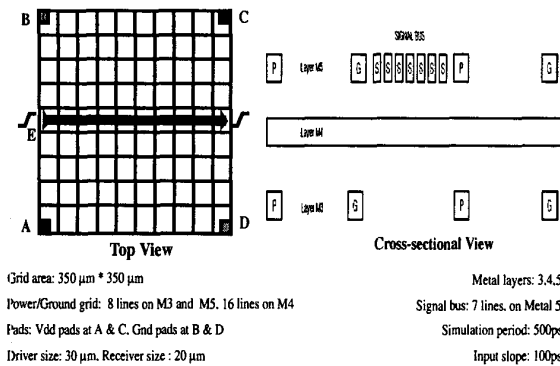 B
C
E
A
D
Top View
SIGNAL BUS
P
Layer M5
G
S S S S S S S
P
G
Layer M4
P
Layer M3
G
P
G
Cross-sectional View
Grid area: 350 µm * 350 µm
Power/Ground grid: 8 lines on M3 and M5, 16 lines on M4
Pads: Vdd pads at A & C, Gnd pads at B & D
Driver size: 30 µm, Receiver size : 20 µm
Metal layers: 3,4,5
Signal bus: 7 lines, on Metal 5
Simulation period: 500ps
Input slope: 100ps